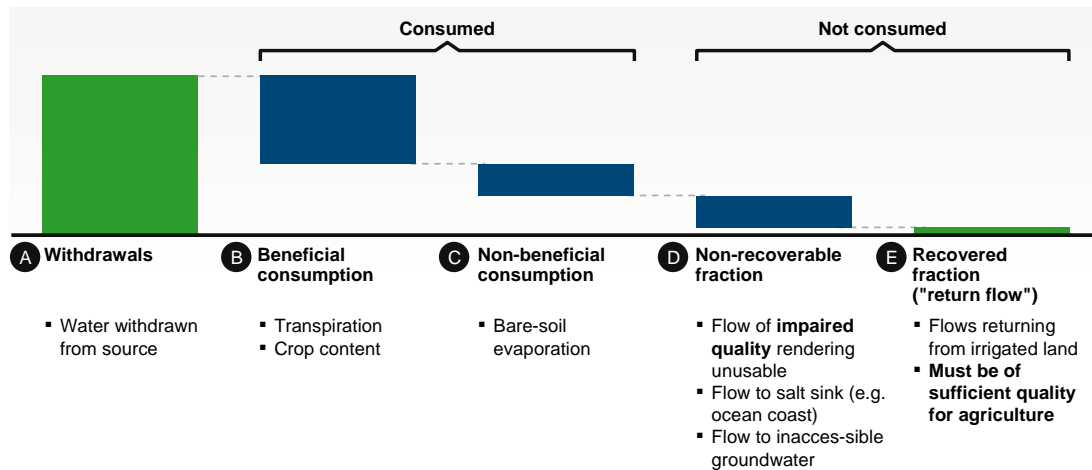 Consumed
Not consumed
A Withdrawals
▪ Water withdrawn
from source
B Beneficial
consumption
▪ Transpiration
▪ Crop content
C Non-beneficial
consumption
▪ Bare-soil
evaporation
D Non-recoverable
fraction
▪ Flow of impaired
quality rendering
unusable
▪ Flow to salt sink (e.g.
ocean coast)
▪ Flow to inacces-sible
groundwater
E Recovered
fraction
("return flow")
▪ Flows returning
from irrigated land
▪ Must be of
sufficient quality
for agriculture